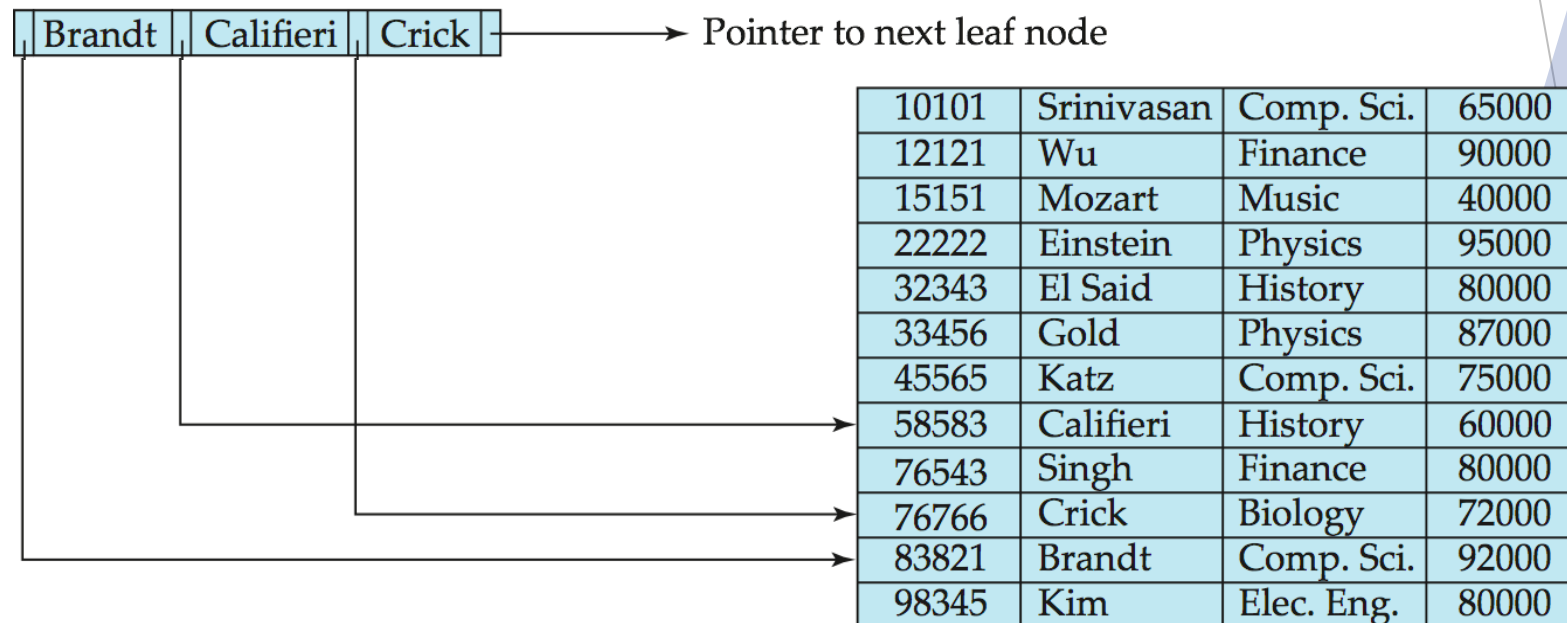 Brandt Califieri Crick Pointer to next leaf node
10101 Srinivasan Comp. Sci. 65000
12121 Wu Finance 90000
15151 Mozart Music 40000
22222 Einstein Physics 95000
32343 El Said History 80000
33456 Gold Physics 87000
45565 Katz Comp. Sci. 75000
58583 Califieri History 60000
76543 Singh Finance 80000
76766 Crick Biology 72000
83821 Brandt Comp. Sci. 92000
98345 Kim Elec. Eng. 80000